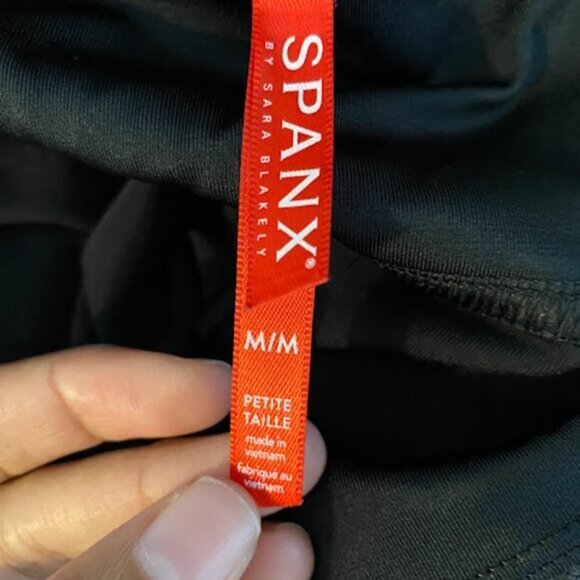 SPANX®
BY SARA BLAKELY
M/M
PETITE
TAILLE
made in
vietnam
fabriqué au
vietnam